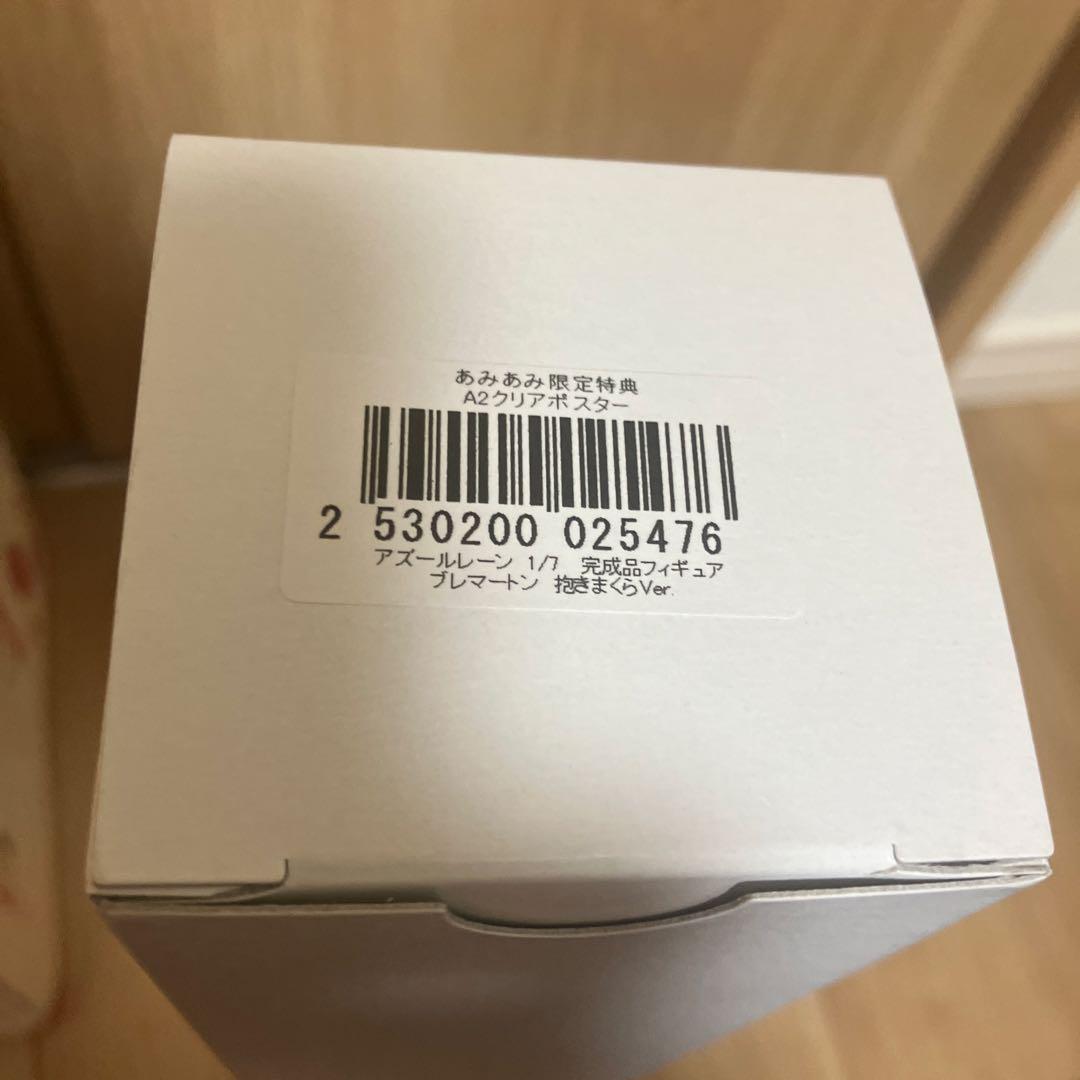 あみあみ限定特典
A2クリアポスター
2 530200 025476
アズールレーン 1/7 完成品フィギュア
ブレマートン 抱きまくらVer.